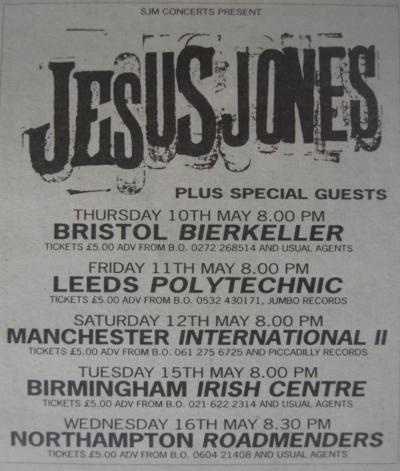 SJM CONCERTS PRESENT
JESUS JONES
PLUS SPECIAL GUESTS
THURSDAY 10TH MAY 8.00 PM
BRISTOL BIERKELLER
TICKETS £5.00 ADV FROM B.O. 0272 268514 AND USUAL AGENTS
FRIDAY 11TH MAY 8.00 PM
LEEDS POLYTECHNIC
TICKETS £5.00 ADV FROM B.O. 0532 430171, JUMBO RECORDS
SATURDAY 12TH MAY 8.00 PM
MANCHESTER INTERNATIONAL II
TICKETS £5.00 ADV FROM B.O. 061 275 6725 AND PICCADILLY RECORDS
TUESDAY 15TH MAY 8.00 PM
BIRMINGHAM IRISH CENTRE
TICKETS £5.00 ADV FROM B.O. 021 622 2314 AND USUAL AGENTS
WEDNESDAY 16TH MAY 8.30 PM
NORTHAMPTON ROADMENDERS
TICKETS £5.00 ADV FROM B.O. 0604 21408 AND USUAL AGENTS